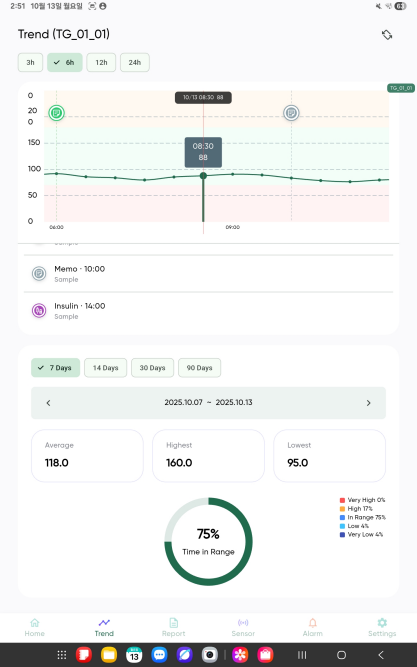 2:51 10월 13일 월요일
63
Trend (TG_01_01)
3h
6h
12h
24h
TG_01_01
10/13 08:30 88
0
20
0
150
100
50
0
08:30
88
06:00
09:00
Sample
Memo · 10:00
Sample
Insulin · 14:00
Sample
7 Days
14 Days
30 Days
90 Days
2025.10.07 ~ 2025.10.13
Average
118.0
Highest
160.0
Lowest
95.0
75%
Time in Range
Very High 0%
High 17%
In Range 75%
Low 4%
Very Low 4%
Home
Trend
Report
Sensor
Alarm
Settings
13